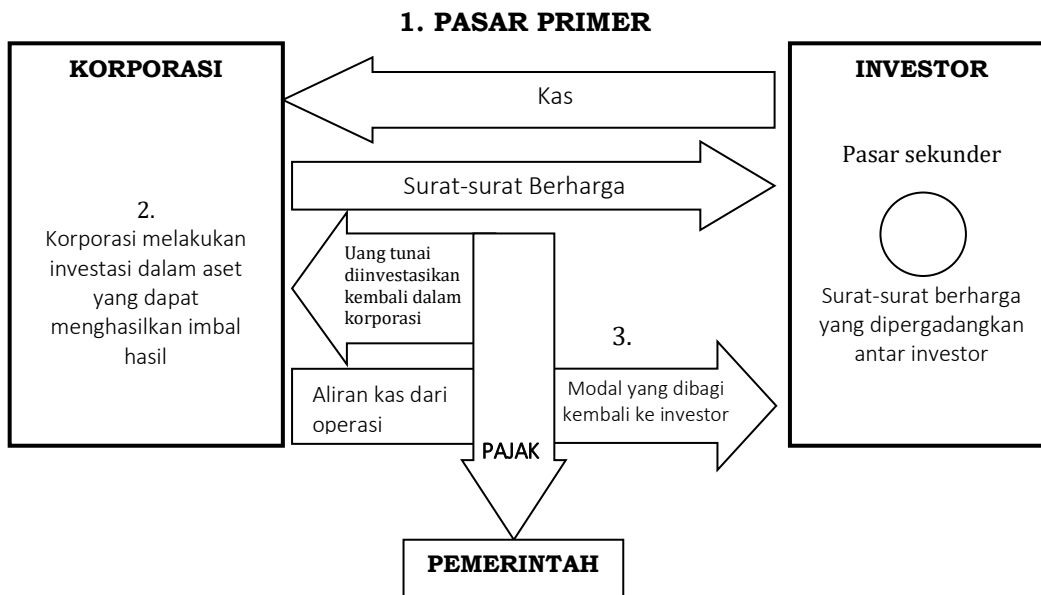 1. PASAR PRIMER
KORPORASI
2.
Korporasi melakukan
investasi dalam aset
yang dapat
menghasilkan imbal
hasil
Kas
Surat-surat Berharga
Uang tunai
diinvestasikan
kembali dalam
korporasi
Aliran kas dari
operasi
PAJAK
3.
Modal yang dibagi
kembali ke investor
INVESTOR
Pasar sekunder
Surat-surat berharga
yang dipergadangkan
antar investor
PEMERINTAH